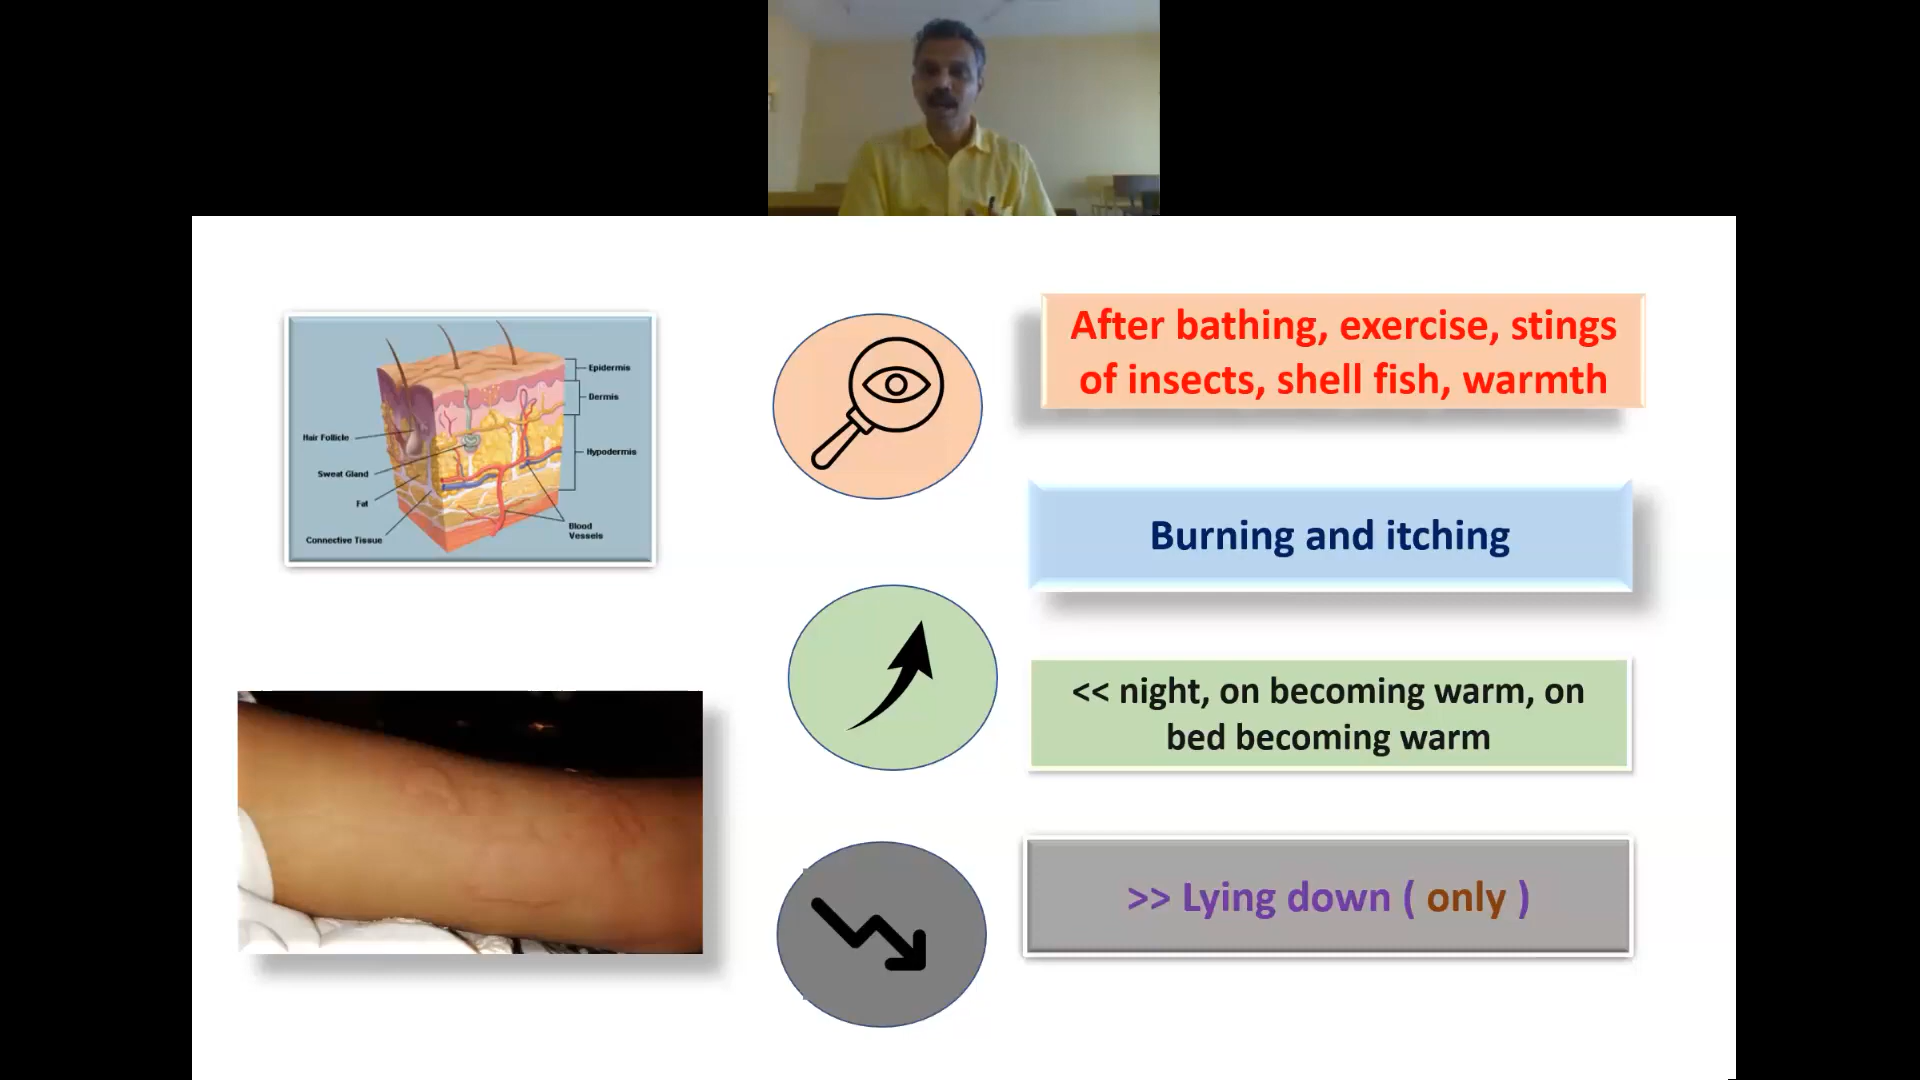 Epidermis
Dermis
Hair Follicle
Hypodermis
Sweat Gland
Fat
Blood
Vessels
Connective Tissue
After bathing, exercise, stings
of insects, shell fish, warmth
Burning and itching
<< night, on becoming warm, on
bed becoming warm
>> Lying down ( only )